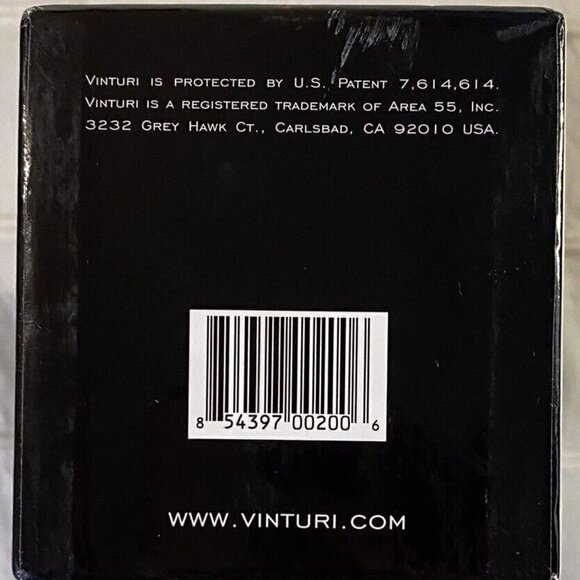 Vinturi is protected by U.S. Patent 7,614,614.
Vinturi is a registered trademark of Area 55, Inc.
3232 Grey Hawk Ct., Carlsbad, CA 92010 USA.
8 54397 00200 6
WWW.VINTURI.COM